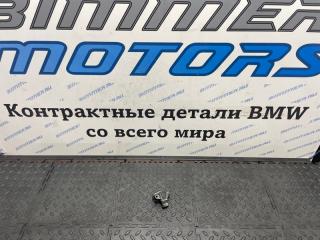 BIMMER
MOTORS
Контрактные детали BMW
со всего мира